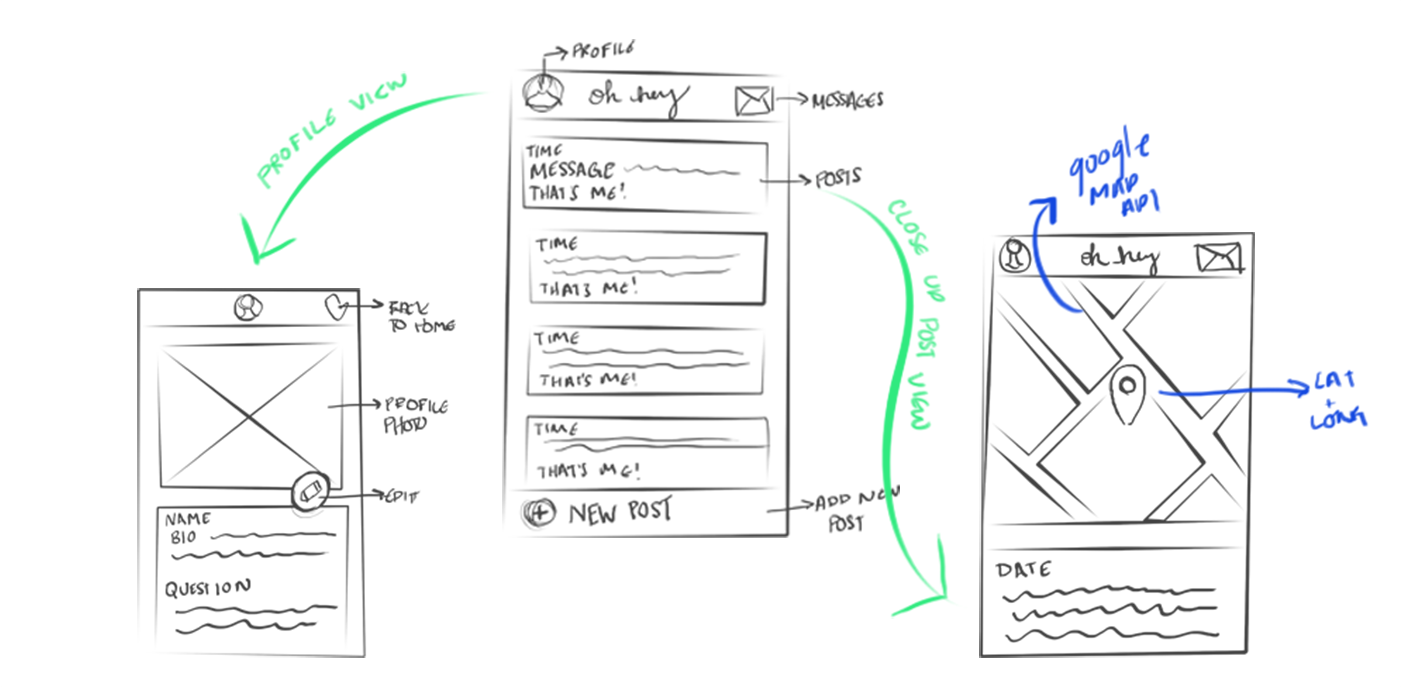 PROFILE
oh hey
MESSAGES
TIME
MESSAGE
THAT'S ME!
POSTS
TIME
THAT'S ME!
TIME
THAT'S ME!
TIME
THAT'S ME!
NEW POST
ADD NEW
POST
PROFILE VIEW
BACK
TO HOME
PROFILE
PHOTO
EDIT
NAME
BIO
QUESTION
CLOSE UP POST VIEW
google
MAP
API
oh hey
LAT
+
LONG
DATE